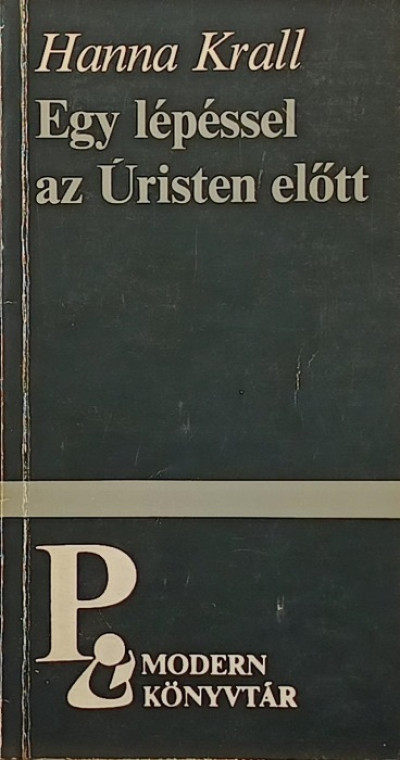 Hanna Krall
Egy lépéssel
az Úristen előtt
P
MODERN
KÖNYVTÁR